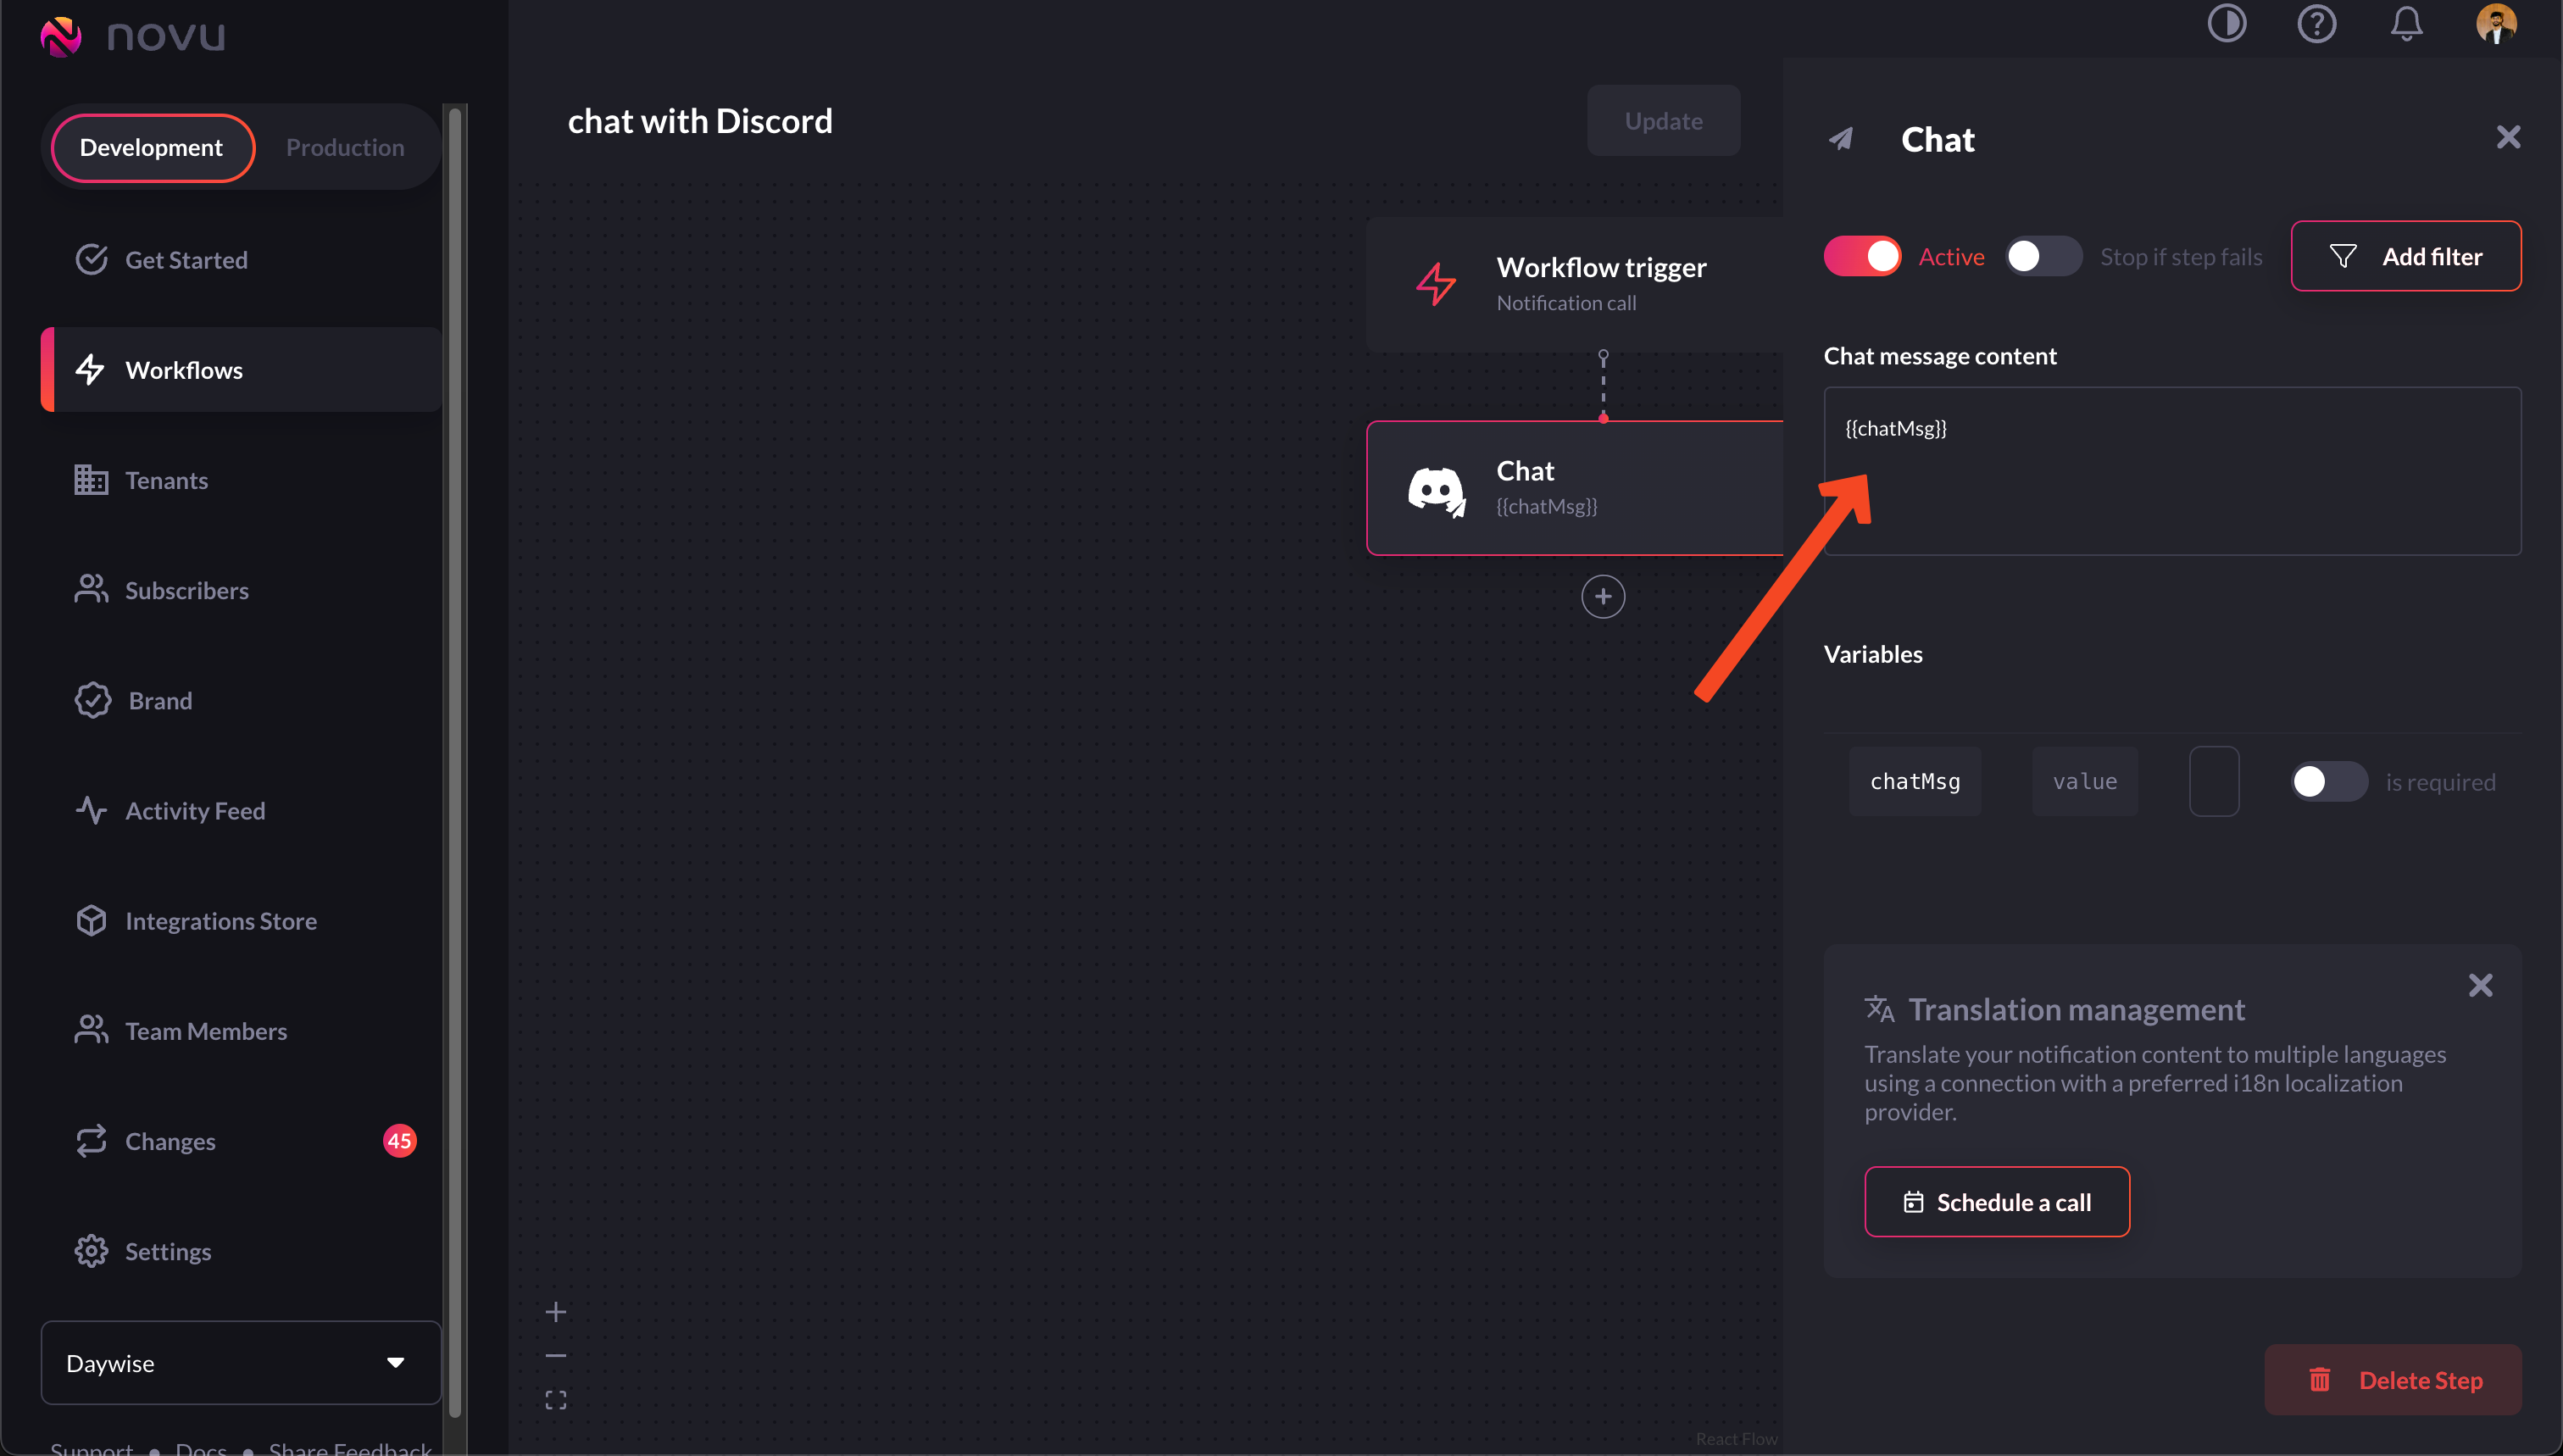 novu
Development
Production
Get Started
Workflows
Tenants
Subscribers
Brand
Activity Feed
Integrations Store
Team Members
Changes
45
Settings
Daywise
Support • Docs • Share Feedback
chat with Discord
Update
Workflow trigger
Notification call
Chat
{{chatMsg}}
React Flow
Chat
Active
Stop if step fails
Add filter
Chat message content
{{chatMsg}}
Variables
chatMsg
value
is required
Translation management
Translate your notification content to multiple languages
using a connection with a preferred i18n localization
provider.
Schedule a call
Delete Step